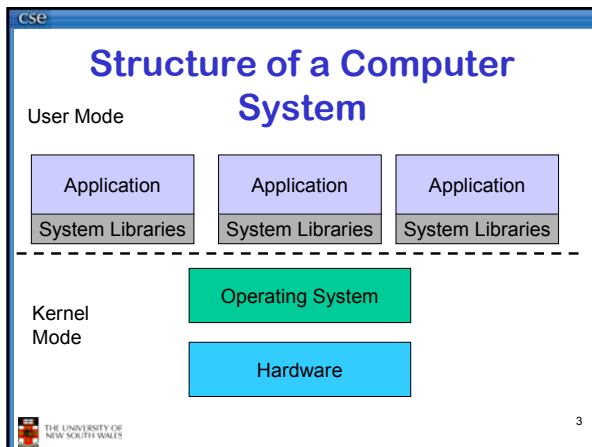 cse
Structure of a Computer
System
User Mode
Application
Application
Application
System Libraries
System Libraries
System Libraries
Operating System
Kernel
Mode
Hardware
THE UNIVERSITY OF
NEW SOUTH WALES
3